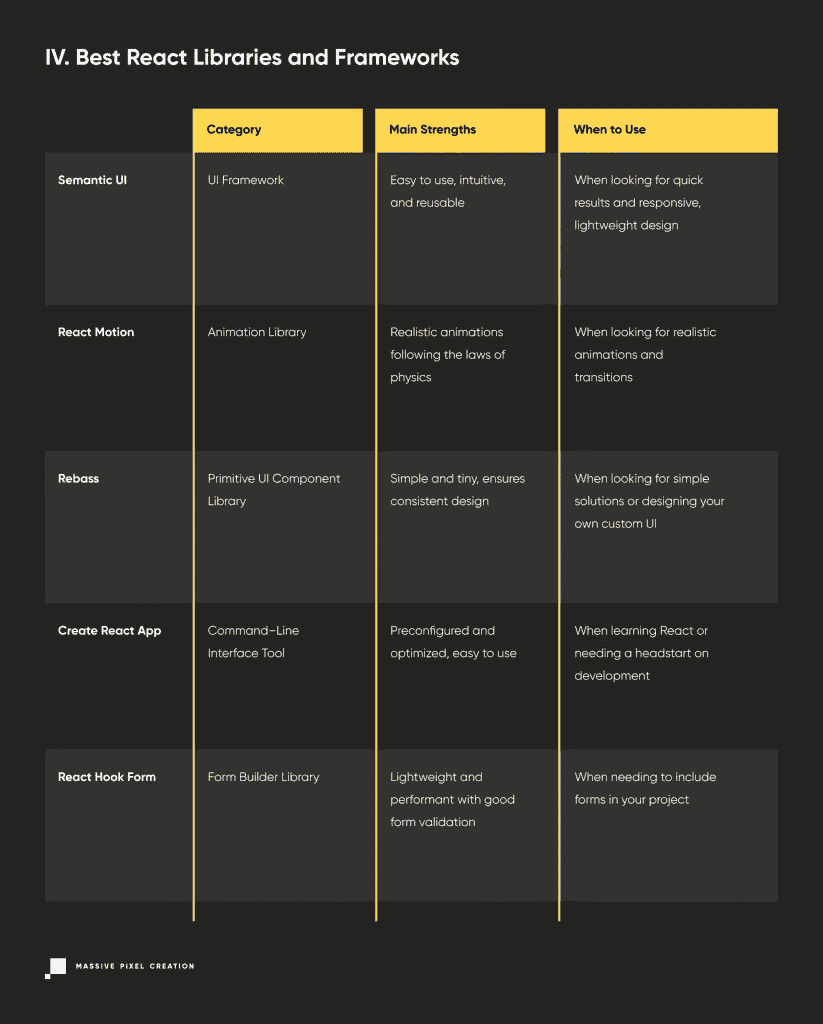 IV. Best React Libraries and Frameworks
Category
Main Strengths
When to Use
Semantic UI
UI Framework
Easy to use, intuitive,
and reusable
When looking for quick
results and responsive,
lightweight design
React Motion
Animation Library
Realistic animations
following the laws of
physics
When looking for realistic
animations and
transitions
Rebass
Primitive UI Component
Library
Simple and tiny, ensures
consistent design
When looking for simple
solutions or designing your
own custom UI
Create React App
Command-Line
Interface Tool
Preconfigured and
optimized, easy to use
When learning React or
needing a headstart on
development
React Hook Form
Form Builder Library
Lightweight and
performant with good
form validation
When needing to include
forms in your project
MASSIVE PIXEL CREATION